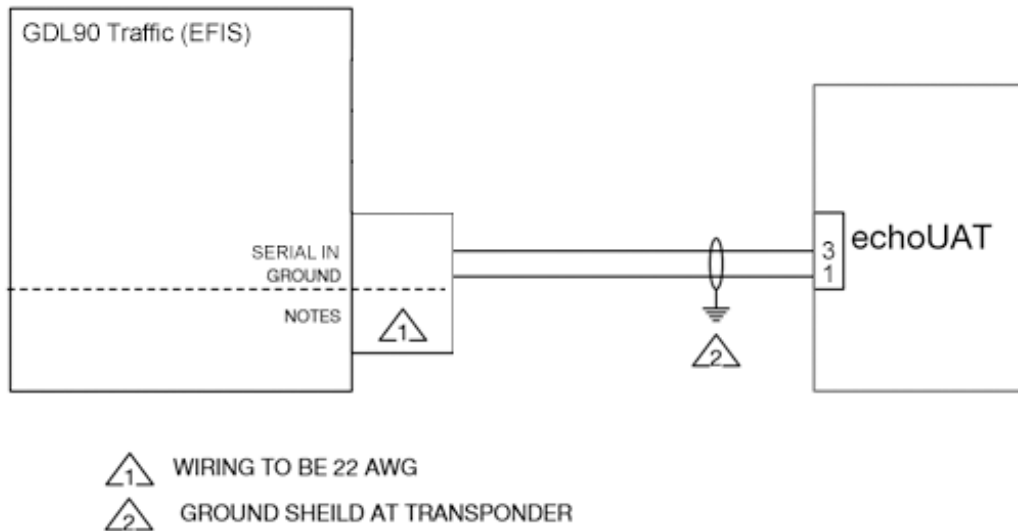 GDL90 Traffic (EFIS)
SERIAL IN
GROUND
NOTES
1
2
3
1
echoUAT
1 WIRING TO BE 22 AWG
2 GROUND SHEILD AT TRANSPONDER